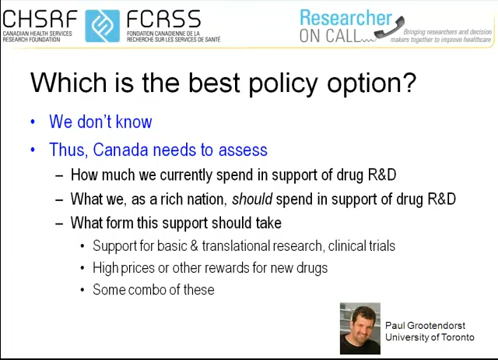 CHSRF
CANADIAN HEALTH SERVICES
RESEARCH FOUNDATION
FCRSS
FONDATION CANADIENNE DE LA
RECHERCHE SUR LES SERVICES DE SANTÉ
Researcher
ON CALL...
Bringing researchers and decision
makers together to improve healthcare
Which is the best policy option?
• We don't know
• Thus, Canada needs to assess
– How much we currently spend in support of drug R&D
– What we, as a rich nation, should spend in support of drug R&D
– What form this support should take
• Support for basic & translational research, clinical trials
• High prices or other rewards for new drugs
• Some combo of these
Paul Grootendorst
University of Toronto